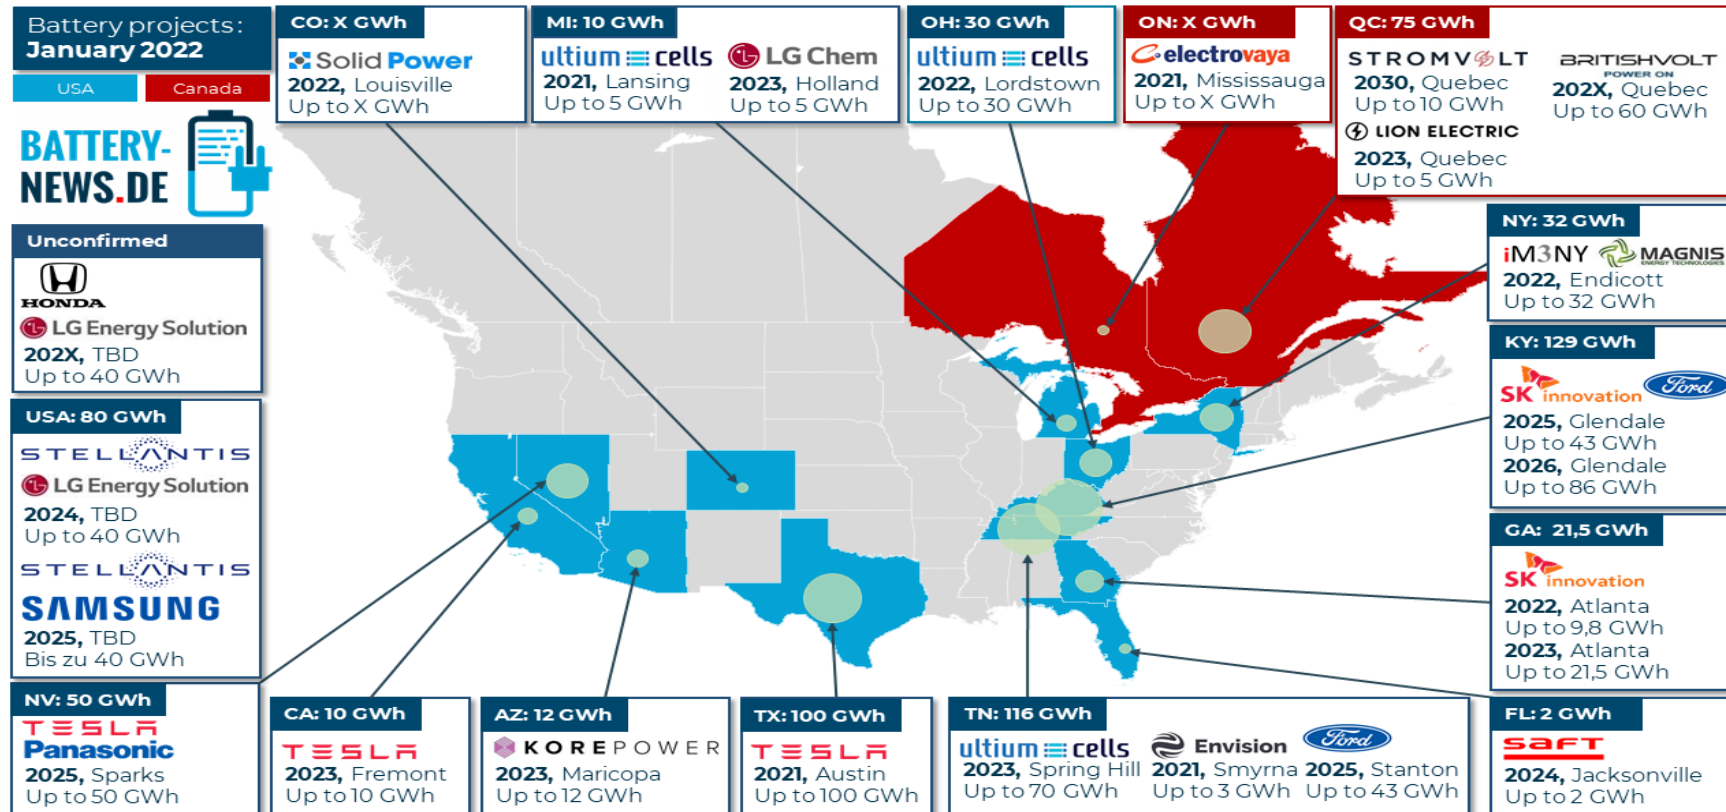 Battery projects:
January 2022
USA
Canada
BATTERY-
NEWS.DE
Unconfirmed
HONDA
LG Energy Solution
202X, TBD
Up to 40 GWh
USA: 80 GWh
STELLANTIS
LG Energy Solution
2024, TBD
Up to 40 GWh
STELLANTIS
SAMSUNG
2025, TBD
Bis zu 40 GWh
CO: X GWh
Solid Power
2022, Louisville
Up to X GWh
MI: 10 GWh
ultium cells
2021, Lansing
Up to 5 GWh
LG Chem
2023, Holland
Up to 5 GWh
OH: 30 GWh
ultium cells
2022, Lordstown
Up to 30 GWh
ON: X GWh
electrovaya
2021, Mississauga
Up to X GWh
QC: 75 GWh
STROMVOLT
2030, Quebec
Up to 10 GWh
BRITISHVOLT
POWER ON
202X, Quebec
Up to 60 GWh
LION ELECTRIC
2023, Quebec
Up to 5 GWh
NY: 32 GWh
iM3NY
MAGNIS
ENERGY TECHNOLOGIES
2022, Endicott
Up to 32 GWh
KY: 129 GWh
SK innovation
Ford
2025, Glendale
Up to 43 GWh
2026, Glendale
Up to 86 GWh
GA: 21,5 GWh
SK innovation
2022, Atlanta
Up to 9,8 GWh
2023, Atlanta
Up to 21,5 GWh
NV: 50 GWh
TESLA
Panasonic
2025, Sparks
Up to 50 GWh
CA: 10 GWh
TESLA
2023, Fremont
Up to 10 GWh
AZ: 12 GWh
KOREPOWER
2023, Maricopa
Up to 12 GWh
TX: 100 GWh
TESLA
2021, Austin
Up to 100 GWh
TN: 116 GWh
ultium cells
2023, Spring Hill
Up to 70 GWh
Envision
2021, Smyrna
Up to 3 GWh
Ford
2025, Stanton
Up to 43 GWh
FL: 2 GWh
saft
2024, Jacksonville
Up to 2 GWh